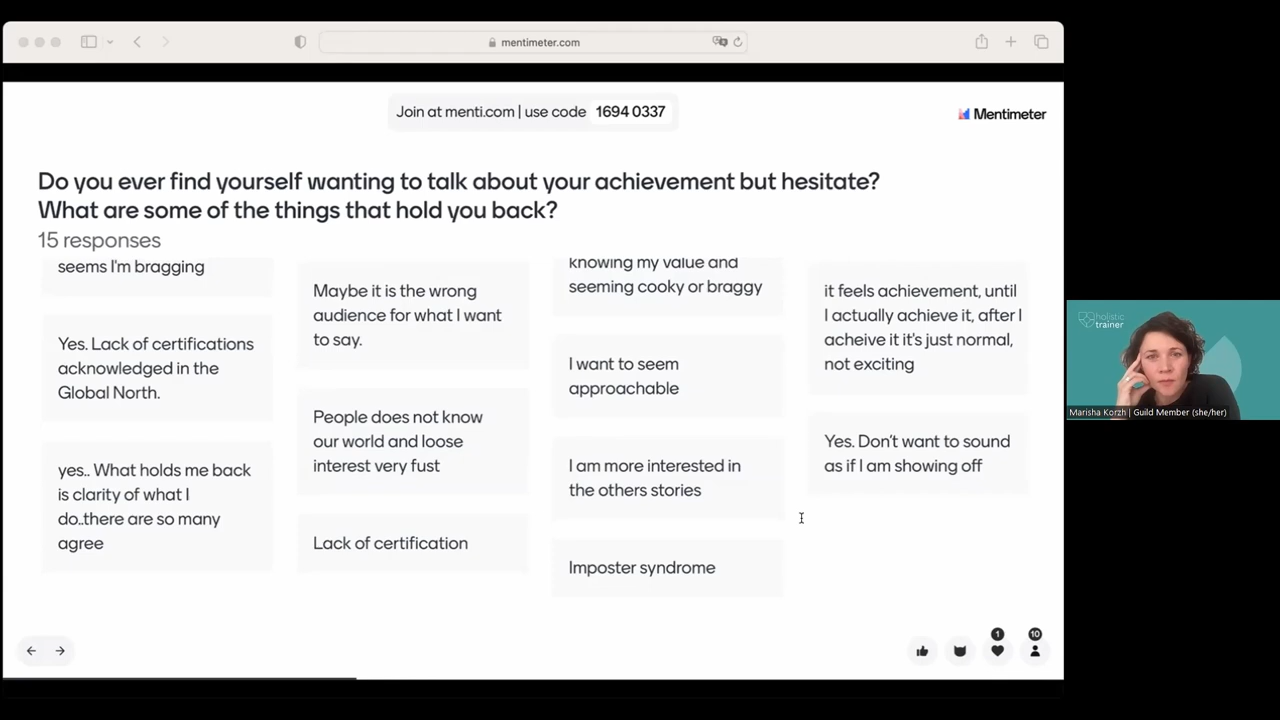 mentimeter.com
Join at menti.com | use code 1694 0337
Mentimeter
Do you ever find yourself wanting to talk about your achievement but hesitate?
What are some of the things that hold you back?
15 responses
seems I'm bragging
Yes. Lack of certifications
acknowledged in the
Global North.
yes.. What holds me back
is clarity of what I
do..there are so many
agree
Maybe it is the wrong
audience for what I want
to say.
People does not know
our world and loose
interest very fust
Lack of certification
knowing my value and
seeming cooky or braggy
I want to seem
approachable
I am more interested in
the others stories
Imposter syndrome
it feels achievement, until
I actually achieve it, after I
acheive it it's just normal,
not exciting
Yes. Don't want to sound
as if I am showing off
1
10
holistic
trainer
Marisha Korzh | Guild Member (she/her)